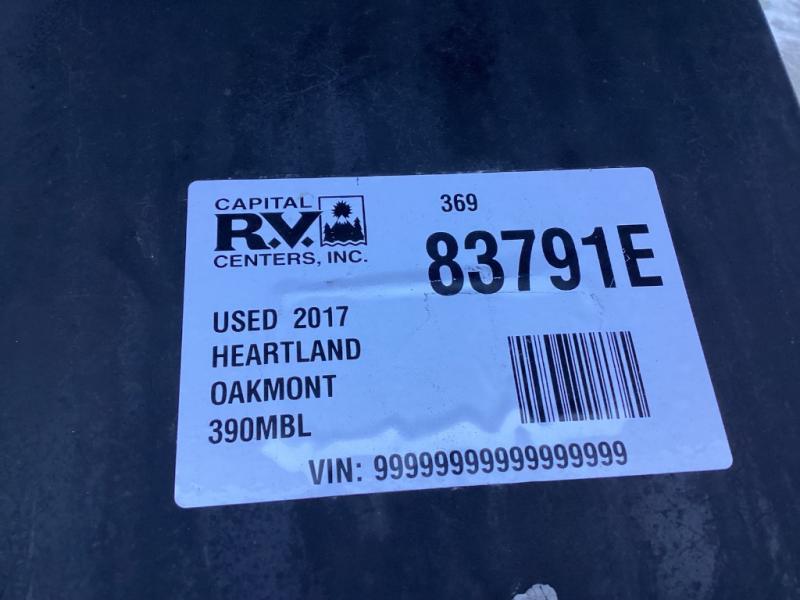 CAPITAL
R.V.
CENTERS, INC.
369
83791E
USED 2017
HEARTLAND
OAKMONT
390MBL
VIN: 99999999999999999